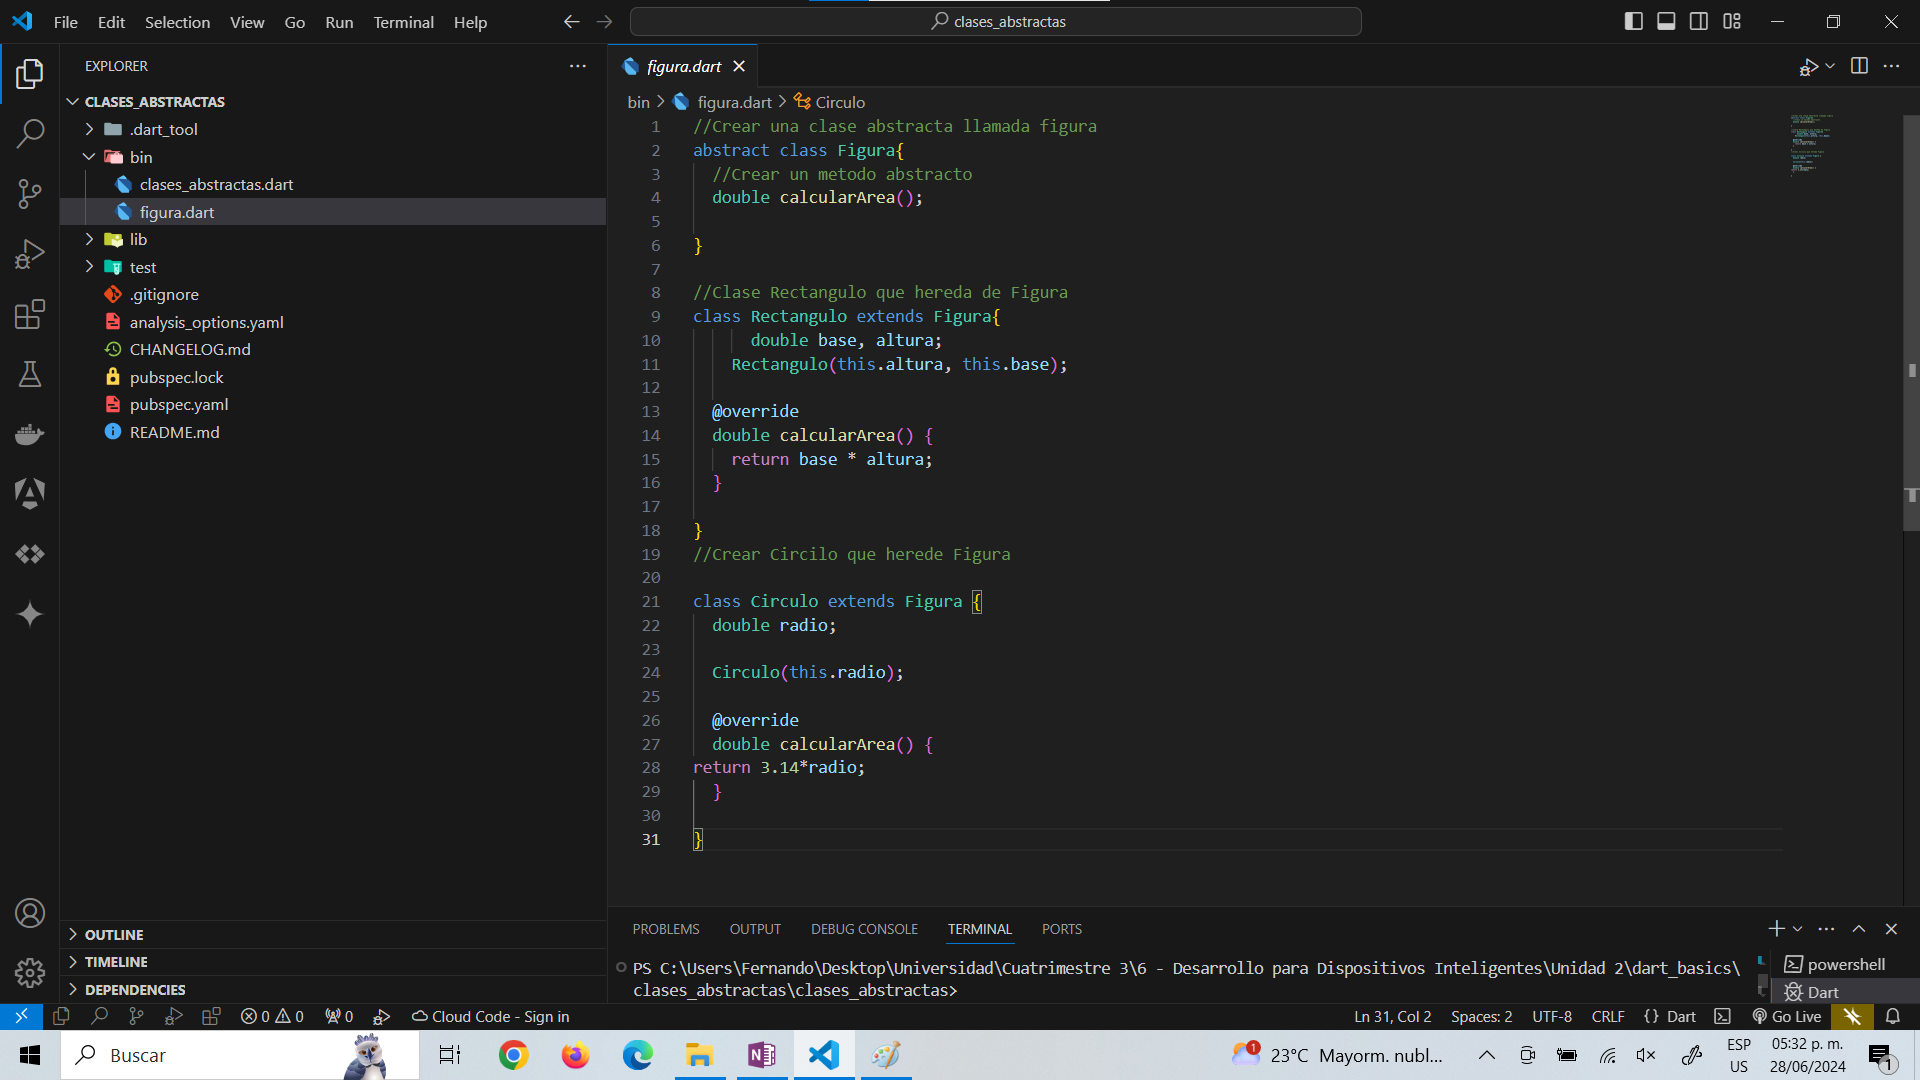 File Edit Selection View Go Run Terminal Help
clases_abstractas
EXPLORER
CLASES_ABSTRACTAS
.dart_tool
bin
clases_abstractas.dart
figura.dart
lib
test
.gitignore
analysis_options.yaml
CHANGELOG.md
pubspec.lock
pubspec.yaml
README.md
OUTLINE
TIMELINE
DEPENDENCIES
figura.dart
bin > figura.dart > Circulo
1 //Crear una clase abstracta llamada figura
2 abstract class Figura{
3 //Crear un metodo abstracto
4 double calcularArea();
5
6 }
7
8 //Clase Rectangulo que hereda de Figura
9 class Rectangulo extends Figura{
10 double base, altura;
11 Rectangulo(this.altura, this.base);
12
13 @override
14 double calcularArea() {
15 return base * altura;
16 }
17
18 }
19 //Crear Circilo que herede Figura
20
21 class Circulo extends Figura {
22 double radio;
23
24 Circulo(this.radio);
25
26 @override
27 double calcularArea() {
28 return 3.14*radio;
29 }
30
31 }
PROBLEMS OUTPUT DEBUG CONSOLE TERMINAL PORTS
PS C:\Users\Fernando\Desktop\Universidad\Cuatrimestre 3\6 - Desarrollo para Dispositivos Inteligentes\Unidad 2\dart_basics\
clases_abstractas\clases_abstractas>
powershell
Dart
0 0 0 Cloud Code - Sign in Ln 31, Col 2 Spaces: 2 UTF-8 CRLF {} Dart Go Live
Buscar
1 23°C Mayorm. nubl...
ESP
US
05:32 p. m.
28/06/2024
1